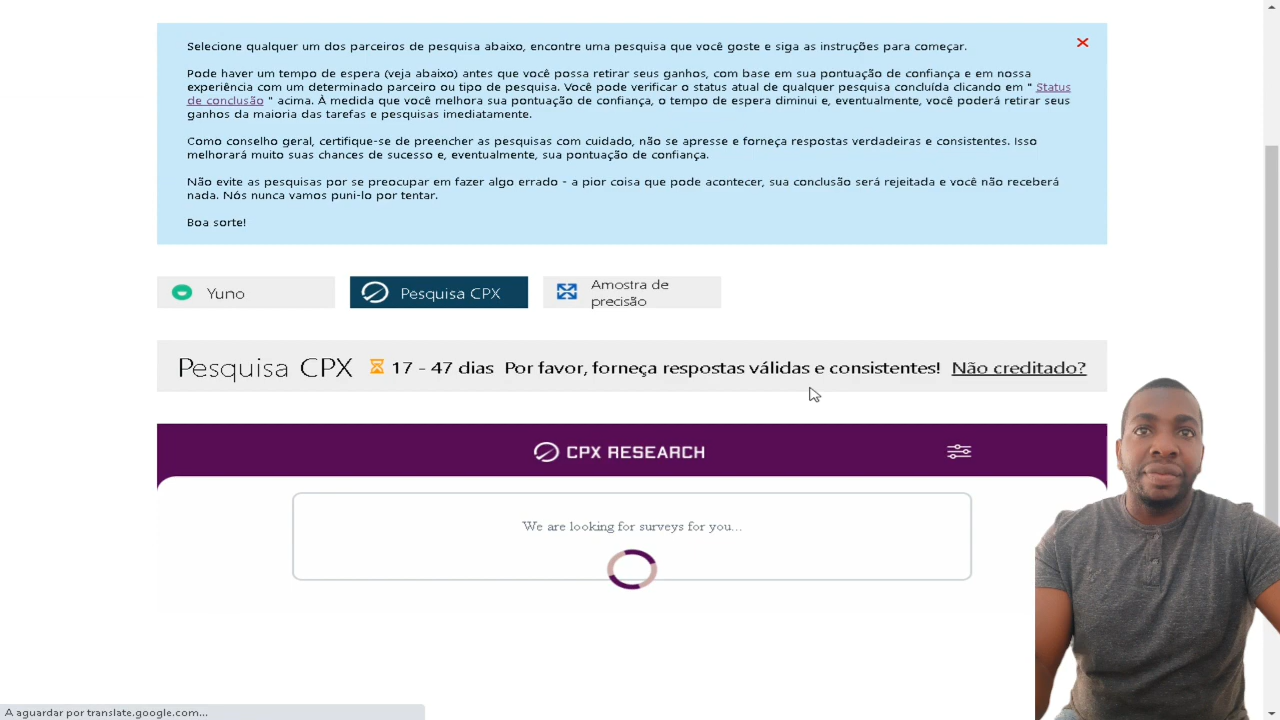 Selecione qualquer um dos parceiros de pesquisa abaixo, encontre uma pesquisa que você goste e siga as instruções para começar.
Pode haver um tempo de espera (veja abaixo) antes que você possa retirar seus ganhos, com base em sua pontuação de confiança e em nossa
experiência com um determinado parceiro ou tipo de pesquisa. Você pode verificar o status atual de qualquer pesquisa concluída clicando em " Status
de conclusão " acima. À medida que você melhora sua pontuação de confiança, o tempo de espera diminui e, eventualmente, você poderá retirar seus
ganhos da maioria das tarefas e pesquisas imediatamente.
Como conselho geral, certifique-se de preencher as pesquisas com cuidado, não se apresse e forneça respostas verdadeiras e consistentes. Isso
melhorará muito suas chances de sucesso e, eventualmente, sua pontuação de confiança.
Não evite as pesquisas por se preocupar em fazer algo errado - a pior coisa que pode acontecer, sua conclusão será rejeitada e você não receberá
nada. Nós nunca vamos puni-lo por tentar.
Boa sorte!
Yuno
Pesquisa CPX
Amostra de
precisão
Pesquisa CPX 17 - 47 dias Por favor, forneça respostas válidas e consistentes! Não creditado?
CPX RESEARCH
We are looking for surveys for you...
A aguardar por translate.google.com...